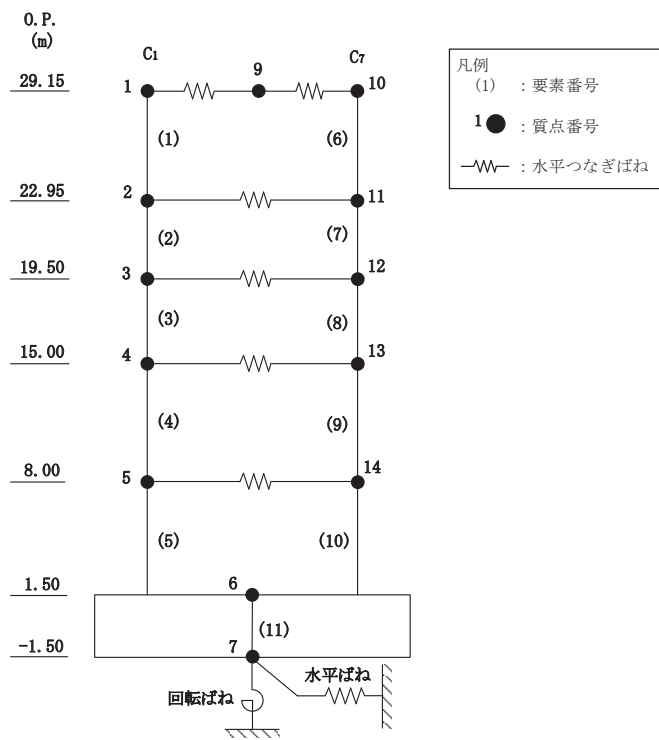 O.P.
(m)
C1 C7
29.15 1 9 10
(1) (6)
22.95 2 11
(2) (7)
19.50 3 12
(3) (8)
15.00 4 13
(4) (9)
8.00 5 14
(5) (10)
1.50 6
(11)
-1.50 7
水平ばね
回転ばね
凡例
(1) : 要素番号
1 : 質点番号
: 水平つなぎばね